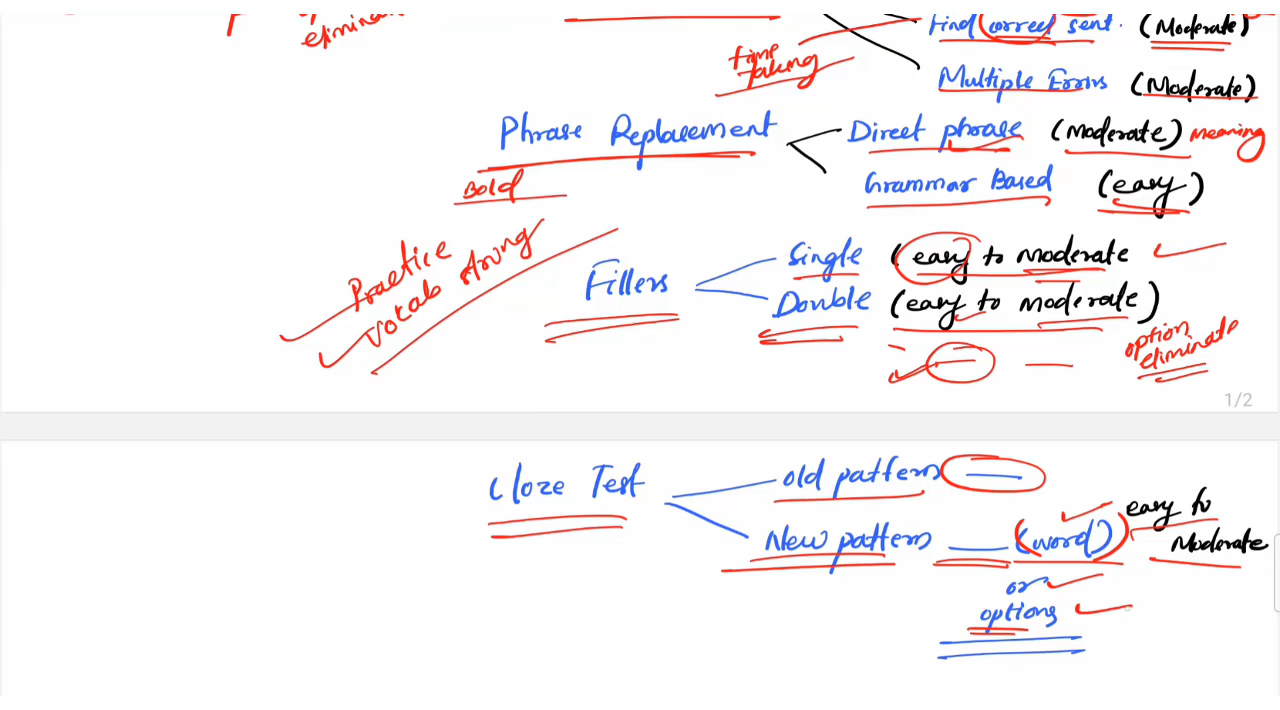 eliminate
Find correct sent. (Moderate)
time
taking
Multiple Errors (Moderate)
Phrase Replacement
Direct phrase (Moderate) meaning
Bold
Grammar Based (easy)
Practice
Vocab strong
Fillers
Single (easy to moderate
Double (easy to moderate)
option
eliminate
1/2
Cloze Test
old pattern
New pattern (word) easy to
Moderate
or
options